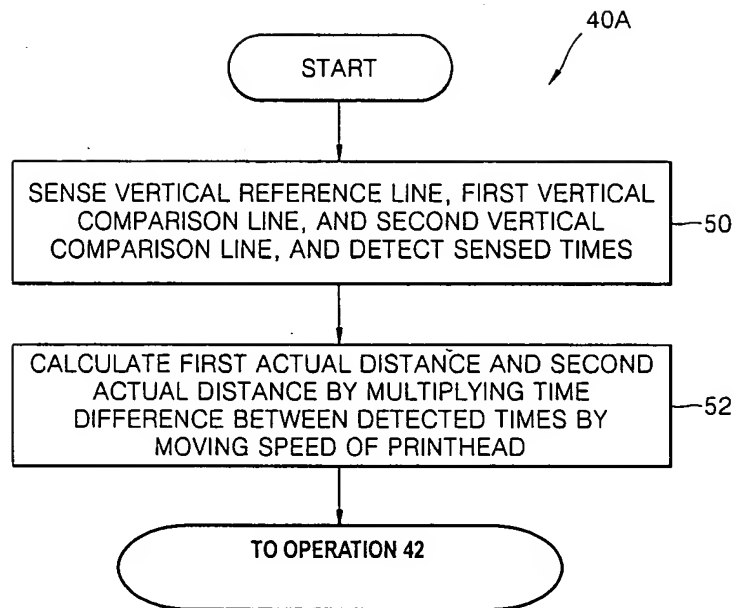 40A
START
SENSE VERTICAL REFERENCE LINE, FIRST VERTICAL
COMPARISON LINE, AND SECOND VERTICAL
COMPARISON LINE, AND DETECT SENSED TIMES
50
CALCULATE FIRST ACTUAL DISTANCE AND SECOND
ACTUAL DISTANCE BY MULTIPLYING TIME
DIFFERENCE BETWEEN DETECTED TIMES BY
MOVING SPEED OF PRINTHEAD
52
TO OPERATION 42